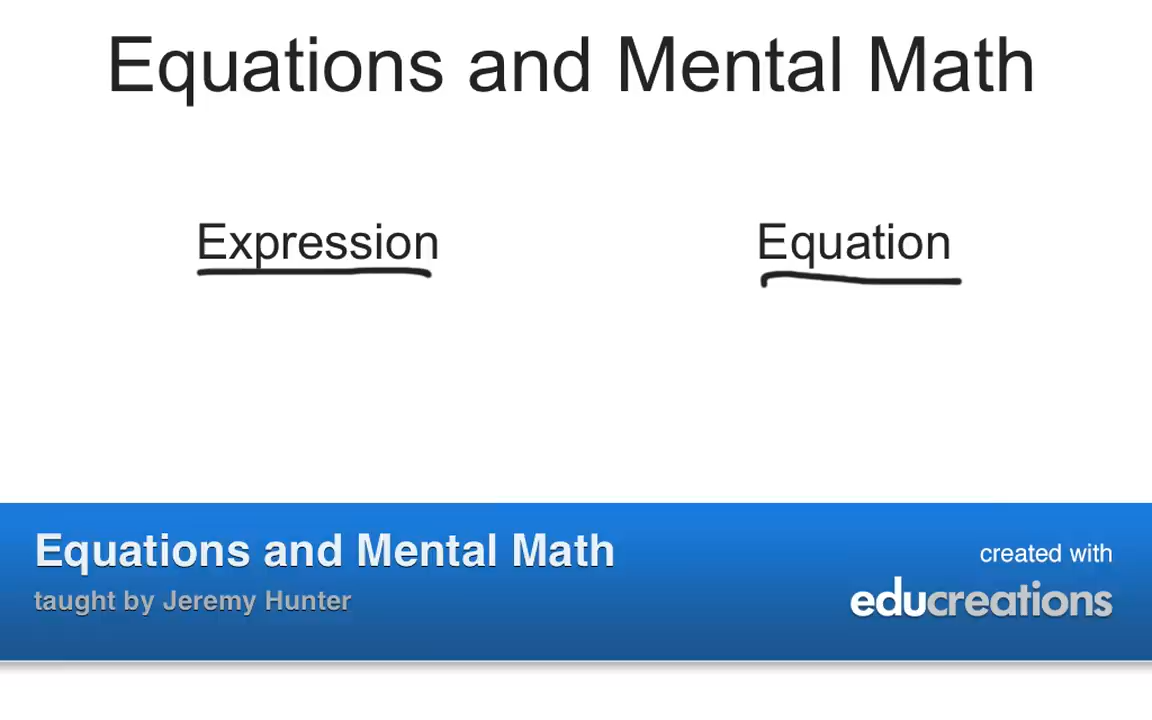 Equations and Mental Math
Expression Equation
Equations and Mental Math
taught by Jeremy Hunter
created with
educreations